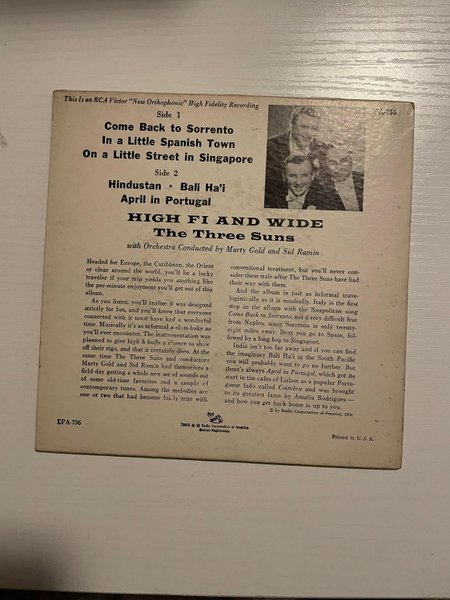 This Is an RCA Victor "New Orthophonic" High Fidelity Recording
Side 1
Come Back to Sorrento
In a Little Spanish Town
On a Little Street in Singapore
Side 2
Hindustan · Bali Ha'i
April in Portugal
HIGH FI AND WIDE
The Three Suns
with Orchestra Conducted by Marty Gold and Sid Ramin
Headed for Europe, the Caribbean, the Orient
or clear around the world, you'll be a lucky
traveler if your trip yields you anything like
the per-minute enjoyment you'll get out of this
album.
As you listen, you'll realize it was designed
strictly for fun, and you'll know that everyone
connected with it must have had a wonderful
time. Musically it's as informal a clam-bake as
you'll ever encounter. The instrumentation was
planned to give high fi buffs a chance to show
off their rigs, and that it certainly does. At the
same time The Three Suns and conductors
Marty Gold and Sid Ramin had themselves a
field day getting a whole new set of sounds out
of some old-time favorites and a couple of
contemporary tunes. Among the melodies are
one or two that had become fairly trite with
conventional treatment, but you'll never con-
sider them stale after The Three Suns have had
their way with them.
And the album is just as informal trave-
logistically as it is musically. Italy is the first
stop in the album with the Neapolitan song
Come Back to Sorrento, not a very difficult feat
from Naples, since Sorrento is only twenty-
eight miles away. Next you go to Spain, fol-
lowed by a long hop to Singapore.
India isn't too far away and if you can find
the imaginary Bali Ha'i in the South Pacific
you will probably want to go no further. But
there's always April in Portugal, which got its
start in the cafes of Lisbon as a popular Portu-
guese fado called Coimbra and was brought
to its greatest fame by Amalia Rodrigues—
and how you get back home is up to you.
© by Radio Corporation of America, 1956
EPA-756
TMKS ® © Radio Corporation of America
Marcas Registradas
Printed in U. S. A.